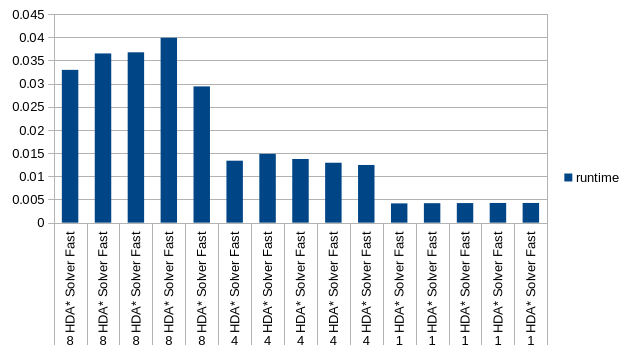 0.045
0.04
0.035
0.03
0.025
0.02
0.015
0.01
0.005
0
8 HDA* Solver Fast
8 HDA* Solver Fast
8 HDA* Solver Fast
8 HDA* Solver Fast
8 HDA* Solver Fast
4 HDA* Solver Fast
4 HDA* Solver Fast
4 HDA* Solver Fast
4 HDA* Solver Fast
4 HDA* Solver Fast
1 HDA* Solver Fast
1 HDA* Solver Fast
1 HDA* Solver Fast
1 HDA* Solver Fast
1 HDA* Solver Fast
runtime